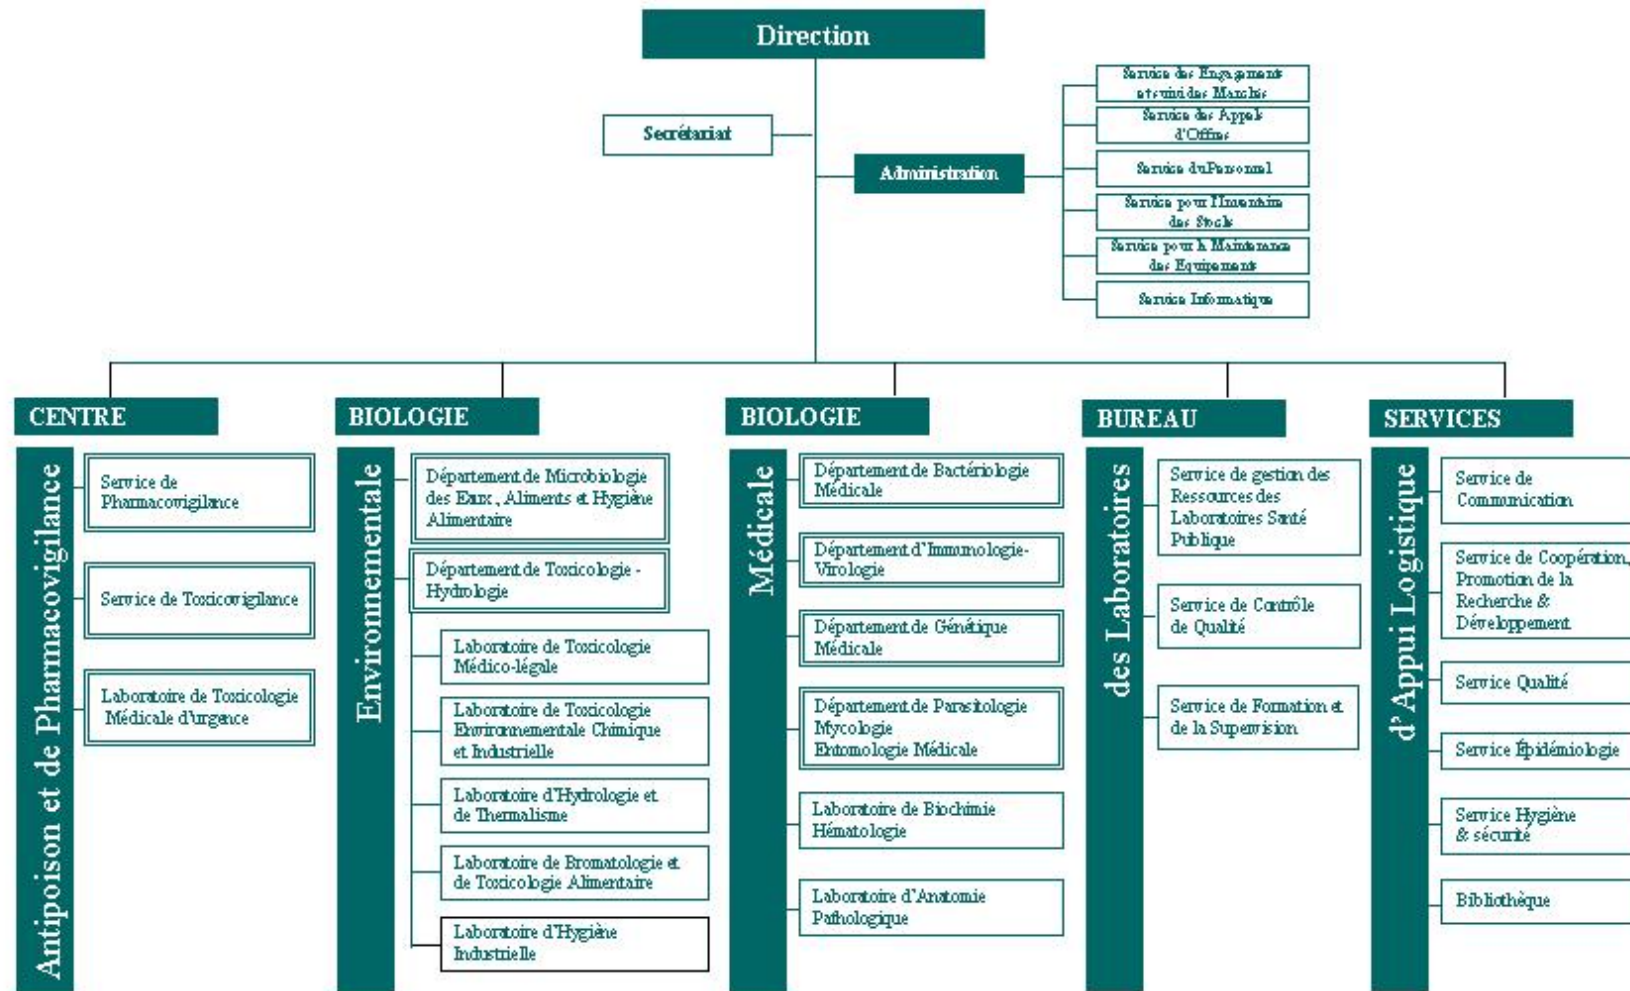 Direction
Secrétariat
Administration
Service des Engagements
et suivi des Marchés
Service des Appels
d'Offres
Service du Personnel
Service pour l'Inventaire
des Stocks
Service pour la Maintenance
des Equipements
Service Informatique
CENTRE
Antipoison et de Pharmacovigilance
Service de
Pharmacovigilance
Service de Toxicovigilance
Laboratoire de Toxicologie
Médicale d'urgence
BIOLOGIE
Environnementale
Département de Microbiologie
des Eaux, Aliments et Hygiène
Alimentaire
Département de Toxicologie -
Hydrologie
Laboratoire de Toxicologie
Médico-légale
Laboratoire de Toxicologie
Environnementale Chimique
et Industrielle
Laboratoire d'Hydrologie et
de Thermalisme
Laboratoire de Bromatologie et
de Toxicologie Alimentaire
Laboratoire d'Hygiène
Industrielle
BIOLOGIE
Médicale
Département de Bactériologie
Médicale
Département d'Immunologie-
Virologie
Département de Génétique
Médicale
Département de Parasitologie
Mycologie
Entomologie Médicale
Laboratoire de Biochimie
Hématologie
Laboratoire d'Anatomie
Pathologique
BUREAU
des Laboratoires
Service de gestion des
Ressources des
Laboratoires Santé
Publique
Service de Contrôle
de Qualité
Service de Formation et
de la Supervision
SERVICES
d'Appui Logistique
Service de
Communication
Service de Coopération,
Promotion de la
Recherche &
Développement
Service Qualité
Service Épidémiologie
Service Hygiène
& sécurité
Bibliothèque